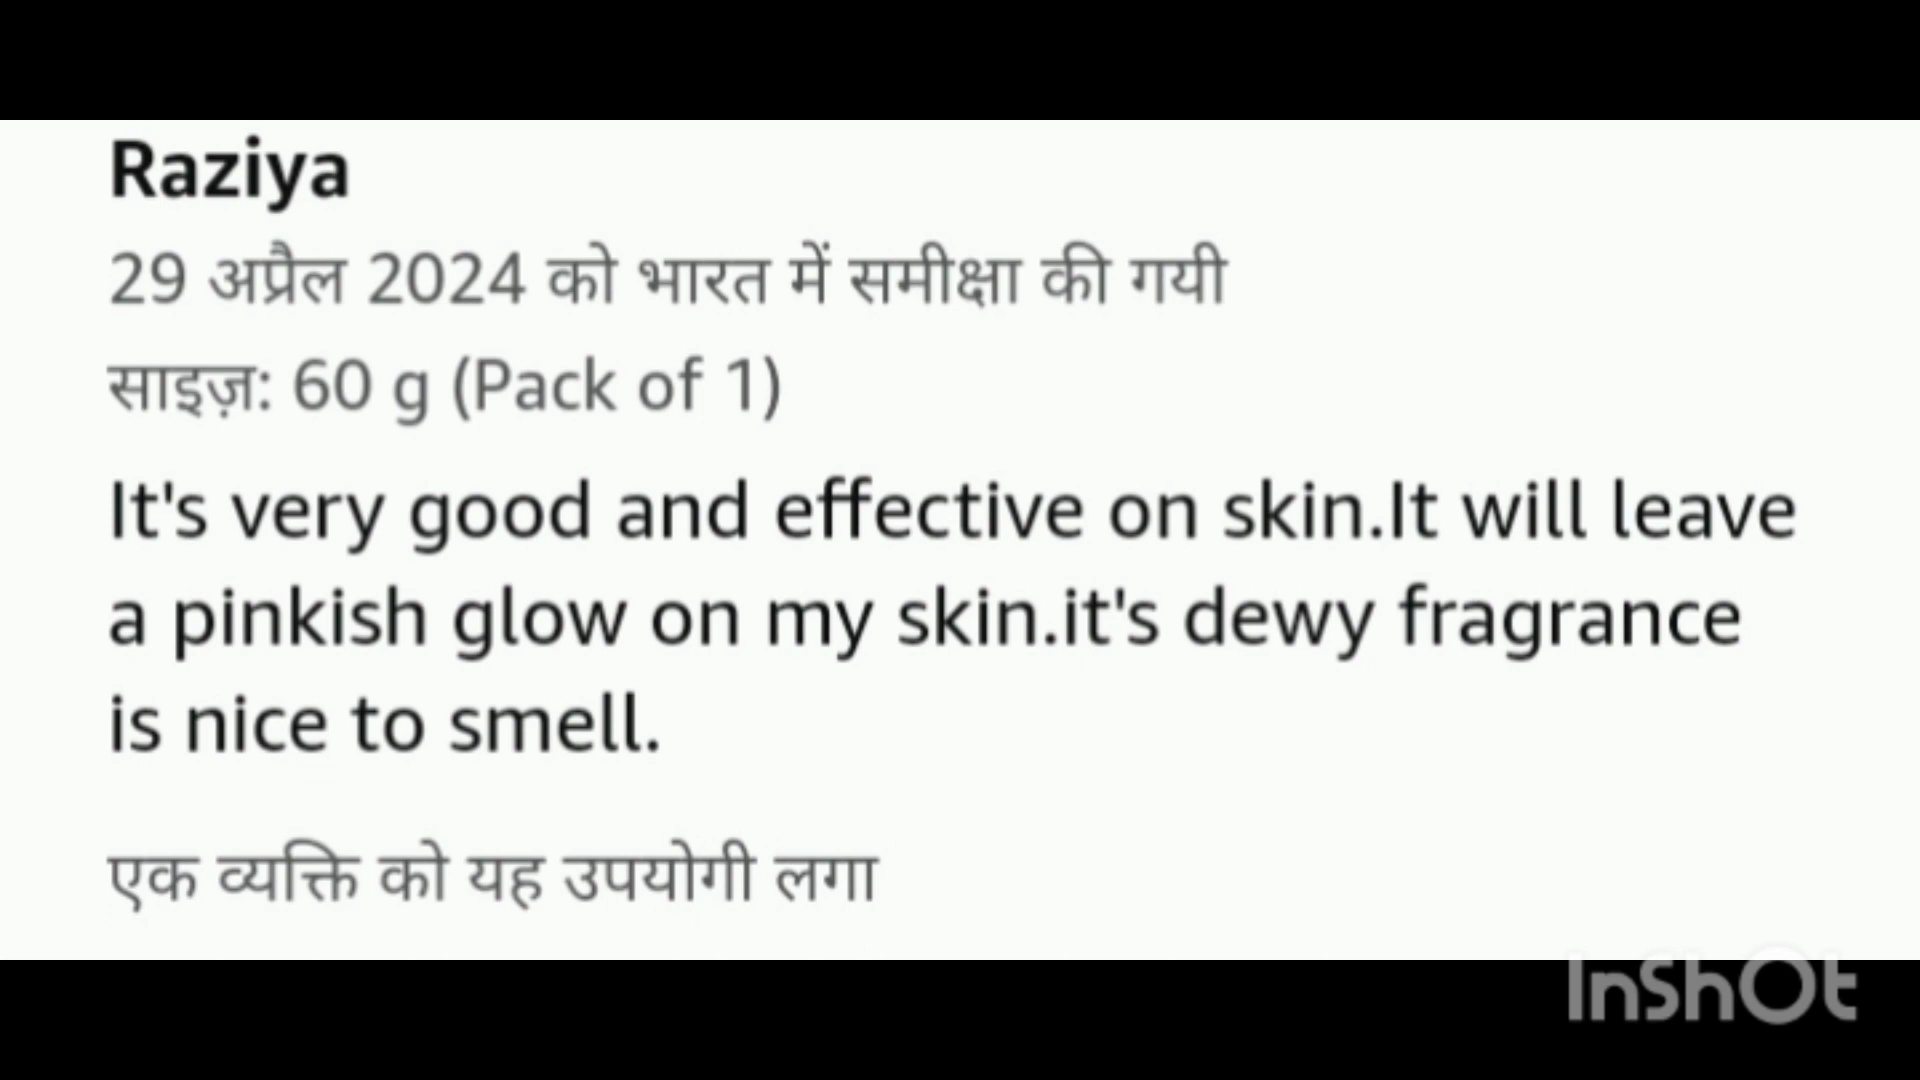 Raziya
29 अप्रैल 2024 को भारत में समीक्षा की गयी
साइज़: 60 g (Pack of 1)
It's very good and effective on skin.It will leave
a pinkish glow on my skin.it's dewy fragrance
is nice to smell.
एक व्यक्ति को यह उपयोगी लगा
InShOt